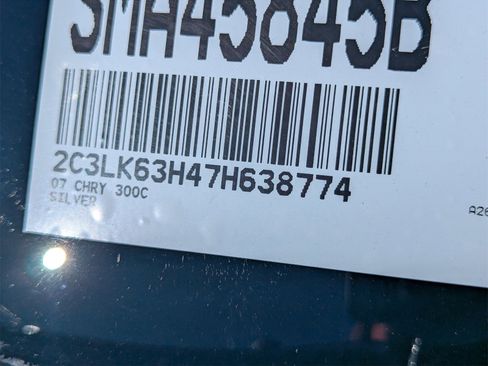 SMA45845B
2C3LK63H47H638774
07 CHRY 300C
SILVER
A26